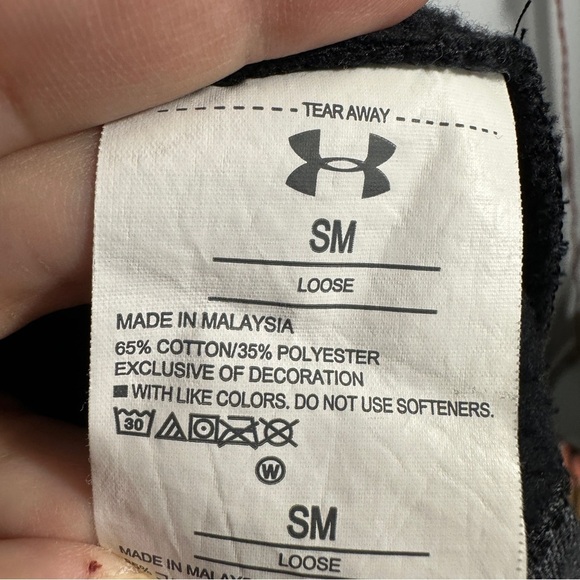 TEAR AWAY
SM
LOOSE
MADE IN MALAYSIA
65% COTTON/35% POLYESTER
EXCLUSIVE OF DECORATION
WITH LIKE COLORS. DO NOT USE SOFTENERS.
30
W
SM
LOOSE
MADE IN